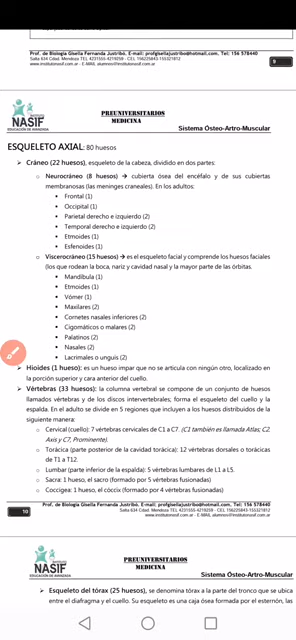 Prof. de Biología Gisella Fernanda Justribó. E-mail: profgisellajustribo@hotmail.com, Tel: 156 578440
Salta 634 Cdad. Mendoza TEL 4231555-4219259 - CEL 156225843-155321812
www.institutonasif.com.ar - E-MAIL alumnos@institutonasif.com.ar
9
INSTITUTO
NASIF
EDUCACIÓN DE AVANZADA
PREUNIVERSITARIOS
MEDICINA
Sistema Ósteo-Artro-Muscular
ESQUELETO AXIAL: 80 huesos
➢ Cráneo (22 huesos), esqueleto de la cabeza, dividido en dos partes:
o Neurocráneo (8 huesos) → cubierta ósea del encéfalo y de sus cubiertas
membranosas (las meninges craneales). En los adultos:
▪ Frontal (1)
▪ Occipital (1)
▪ Parietal derecho e izquierdo (2)
▪ Temporal derecho e izquierdo (2)
▪ Etmoides (1)
▪ Esfenoides (1)
o Viscerocráneo (15 huesos) → es el esqueleto facial y comprende los huesos faciales
(los que rodean la boca, nariz y cavidad nasal y la mayor parte de las órbitas.
▪ Mandíbula (1)
▪ Etmoides (1)
▪ Vómer (1)
▪ Maxilares (2)
▪ Cornetes nasales inferiores (2)
▪ Cigomáticos o malares (2)
▪ Palatinos (2)
▪ Nasales (2)
▪ Lacrimales o unguis (2)
➢ Hioides (1 hueso): es un hueso impar que no se articula con ningún otro, localizado en
la porción superior y cara anterior del cuello.
➢ Vértebras (33 huesos): la columna vertebral se compone de un conjunto de huesos
llamados vértebras y de los discos intervertebrales; forma el esqueleto del cuello y la
espalda. En el adulto se divide en 5 regiones que incluyen a los huesos distribuidos de la
siguiente manera:
o Cervical (cuello): 7 vértebras cervicales de C1 a C7. (C1 también es llamada Atlas; C2,
Axis y C7, Prominente).
o Torácica (parte posterior de la cavidad torácica): 12 vértebras dorsales o torácicas
de T1 a T12.
o Lumbar (parte inferior de la espalda): 5 vértebras lumbares de L1 a L5.
o Sacra: 1 hueso, el sacro (formado por 5 vértebras fusionadas)
o Coccígea: 1 hueso, el cóccix (formado por 4 vértebras fusionadas)
Prof. de Biología Gisella Fernanda Justribó. E-mail: profgisellajustribo@hotmail.com, Tel: 156 578440
Salta 634 Cdad. Mendoza TEL 4231555-4219259 - CEL 156225843-155321812
www.institutonasif.com.ar - E-MAIL alumnos@institutonasif.com.ar
10
INSTITUTO
NASIF
EDUCACIÓN DE AVANZADA
PREUNIVERSITARIOS
MEDICINA
Sistema Ósteo-Artro-Muscular
➢ Esqueleto del tórax (25 huesos), se denomina tórax a la parte del tronco que se ubica
entre el diafragma y el cuello. Su esqueleto es una caja ósea formada por el esternón, las